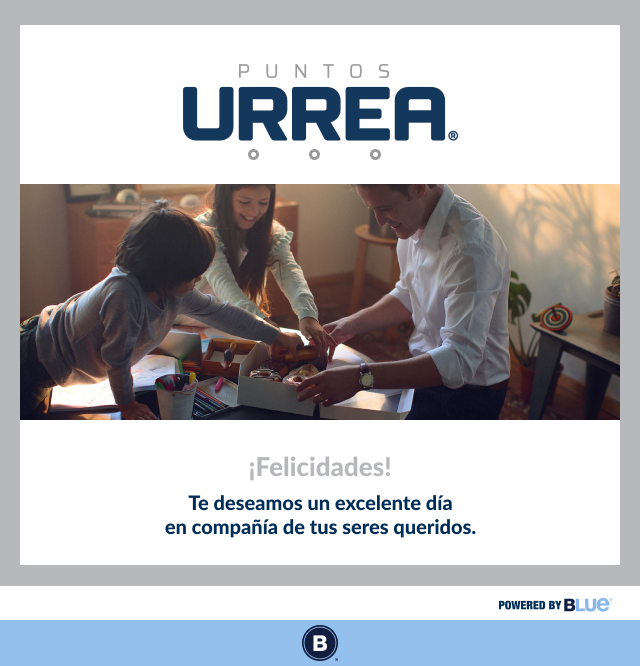 PUNTOS
URREA®
¡Felicidades!
Te deseamos un excelente día
en compañía de tus seres queridos.
POWERED BY BLUE
B